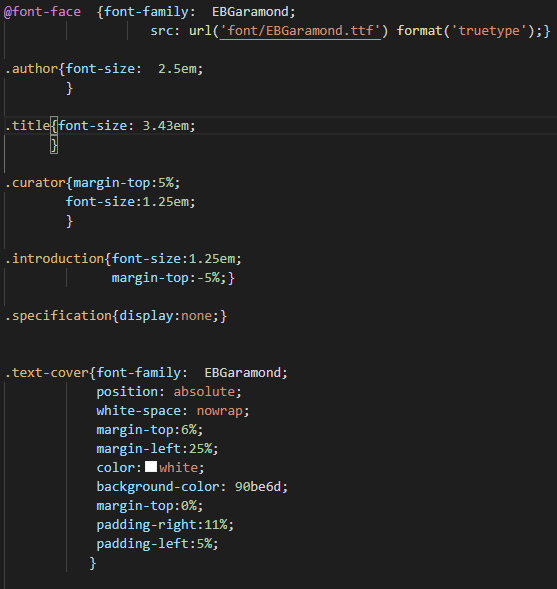 @font-face  {font-family:  EBGaramond;
src: url('font/EBGaramond.ttf') format('truetype');}
.author{font-size:  2.5em;
}
.title{font-size: 3.43em;
}
.curator{margin-top:5%;
font-size:1.25em;
}
.introduction{font-size:1.25em;
margin-top:-5%;}
.specification{display:none;}
.text-cover{font-family:  EBGaramond;
position: absolute;
white-space: nowrap;
margin-top:6%;
margin-left:25%;
color:white;
background-color: 90be6d;
margin-top:0%;
padding-right:11%;
padding-left:5%;
}